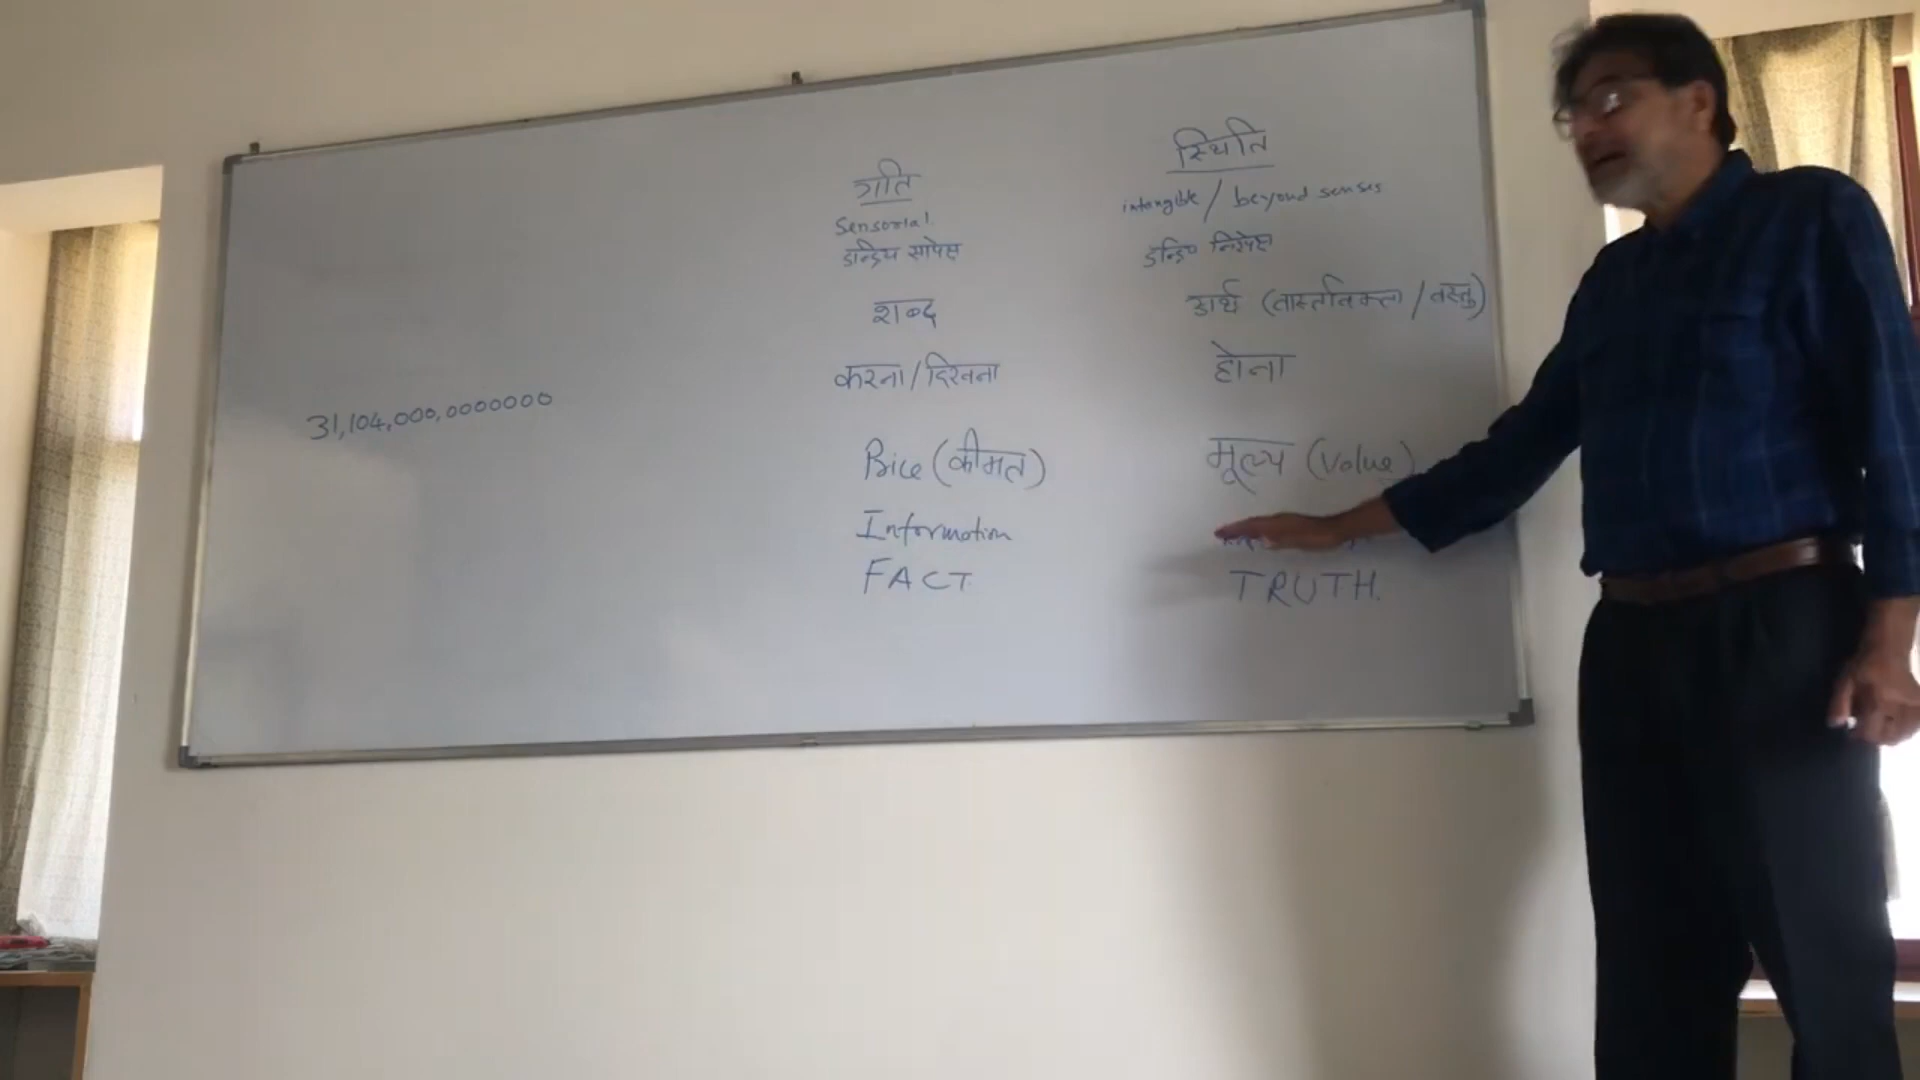 गति
स्थिति
Sensorial
intangible / beyond senses
इन्द्रिय सापेक्ष
इन्द्रिय निरपेक्ष
शब्द
अर्थ (वास्तविकता / वस्तु)
करना / दिखना
होना
31,104,000,0000000
Price (कीमत)
मूल्य (Value)
Information
FACT
TRUTH.